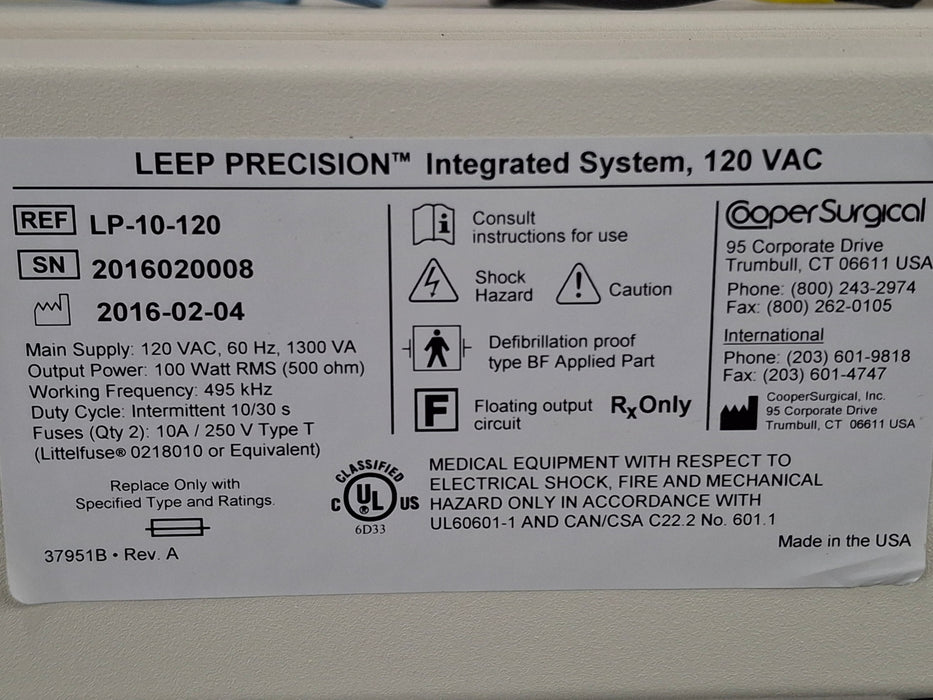 LEEP PRECISION™ Integrated System, 120 VAC
REF LP-10-120
SN 2016020008
2016-02-04
Main Supply: 120 VAC, 60 Hz, 1300 VA
Output Power: 100 Watt RMS (500 ohm)
Working Frequency: 495 kHz
Duty Cycle: Intermittent 10/30 s
Fuses (Qty 2): 10A / 250 V Type T
(Littelfuse® 0218010 or Equivalent)
Replace Only with
Specified Type and Ratings.
37951B • Rev. A
i Consult
instructions for use
Shock
Hazard
! Caution
Defibrillation proof
type BF Applied Part
F Floating output
circuit
RxOnly
CooperSurgical
95 Corporate Drive
Trumbull, CT 06611 USA
Phone: (800) 243-2974
Fax: (800) 262-0105
International
Phone: (203) 601-9818
Fax: (203) 601-4747
CooperSurgical, Inc.
95 Corporate Drive
Trumbull, CT 06611 USA
CLASSIFIED
C UL® US
6D33
MEDICAL EQUIPMENT WITH RESPECT TO
ELECTRICAL SHOCK, FIRE AND MECHANICAL
HAZARD ONLY IN ACCORDANCE WITH
UL60601-1 AND CAN/CSA C22.2 No. 601.1
Made in the USA